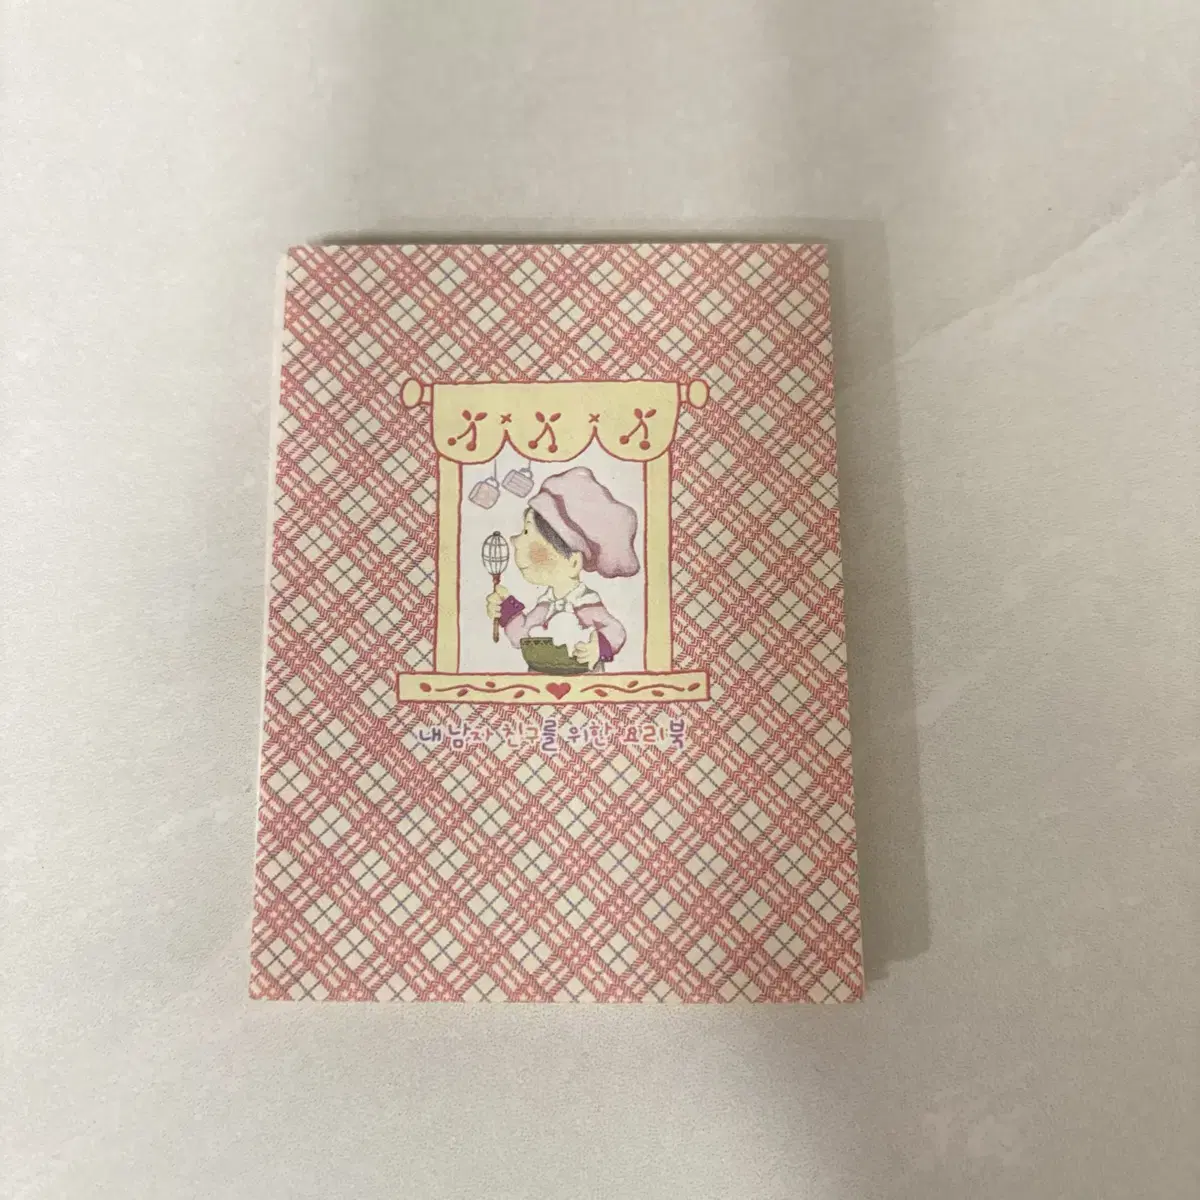 내 남자 친구를 위한 요리북